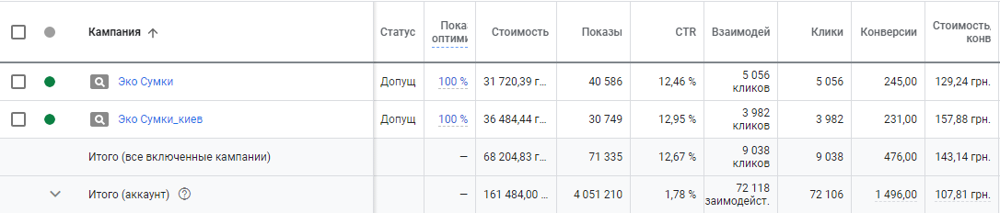 Кампания Статус Пока оптими Стоимость Показы CTR Взаимодей Клики Конверсии Стоимость, конв
Эко Сумки Допущ 100 % 31 720,39 г... 40 586 12,46 % 5 056 кликов 5 056 245,00 129,24 грн.
Эко Сумки_киев Допущ 100 % 36 484,44 г... 30 749 12,95 % 3 982 кликов 3 982 231,00 157,88 грн.
Итого (все включенные кампании) — 68 204,83 г... 71 335 12,67 % 9 038 кликов 9 038 476,00 143,14 грн.
Итого (аккаунт) ? — 161 484,00 ... 4 051 210 1,78 % 72 118 заимодейст. 72 106 1 496,00 107,81 грн.